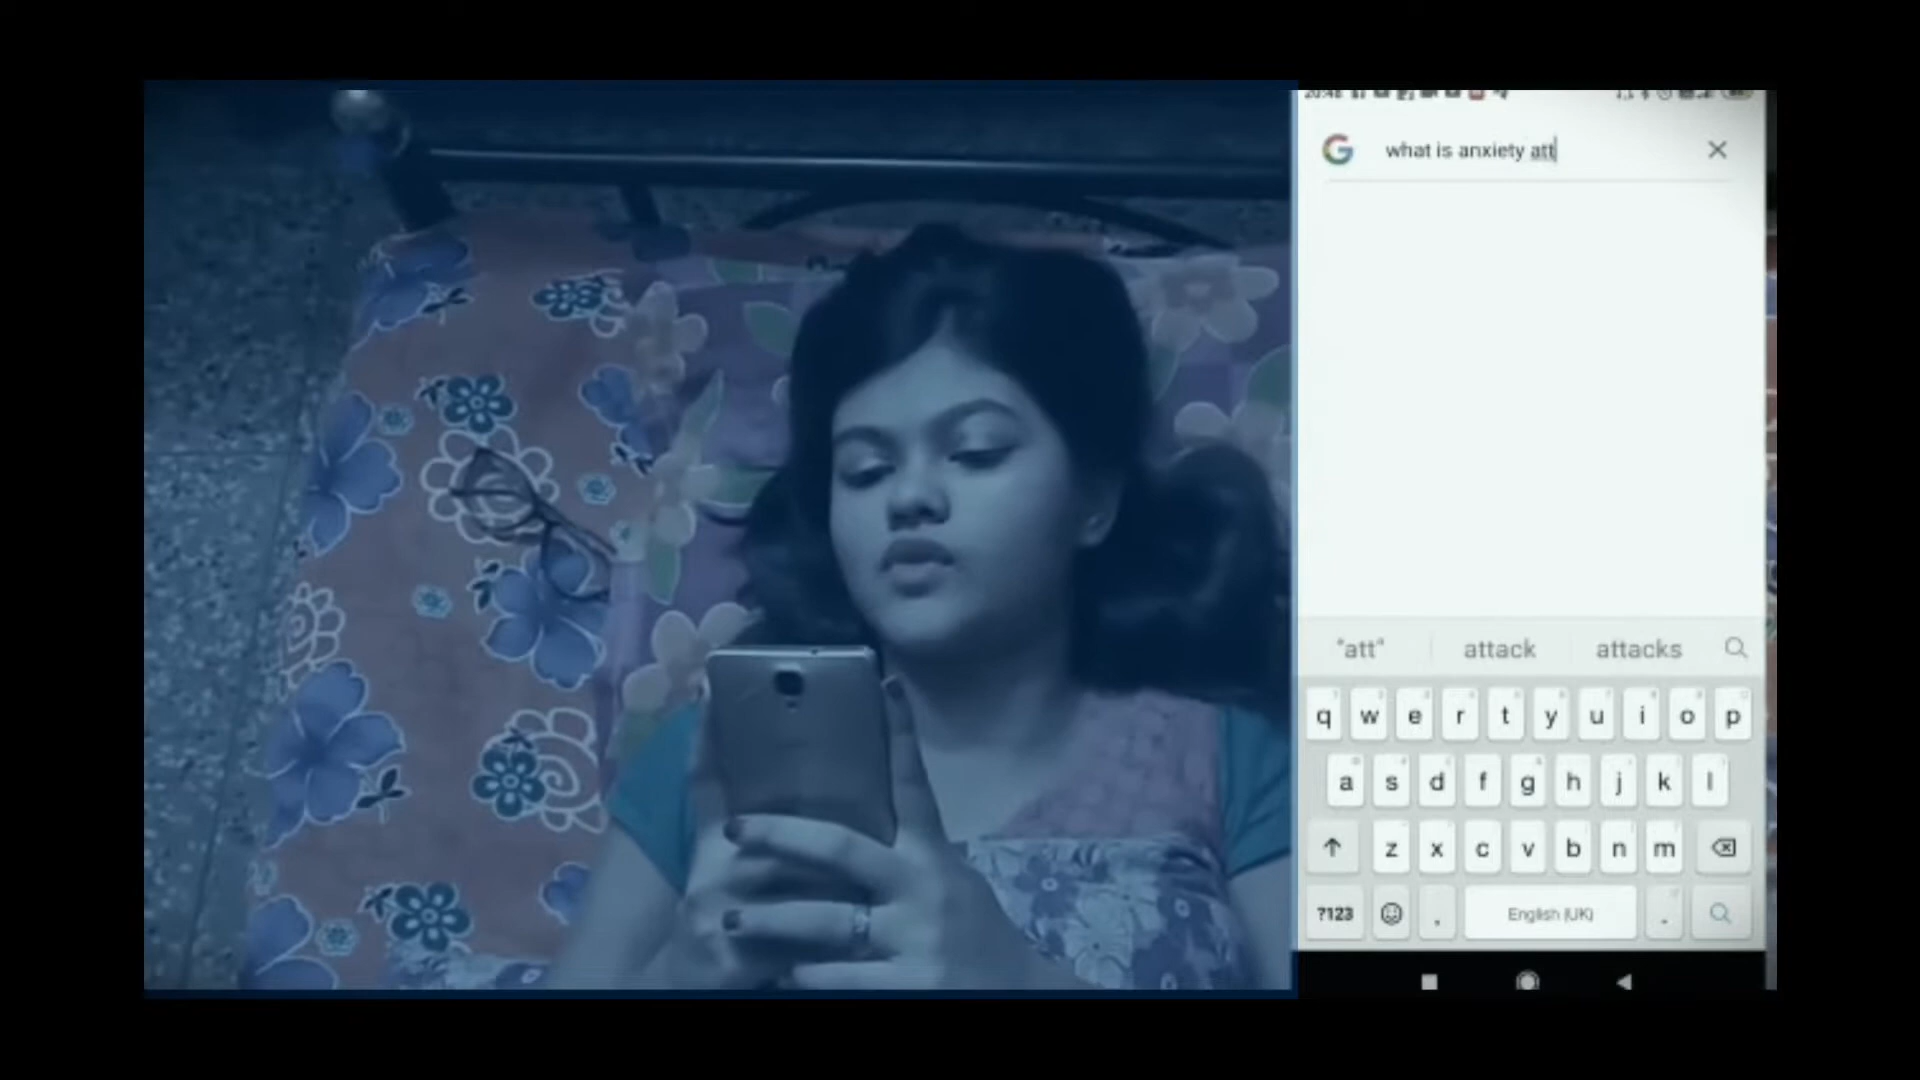 what is anxiety att
"att" attack attacks
q w e r t y u i o p
a s d f g h j k l
z x c v b n m
?123 , English (UK) .